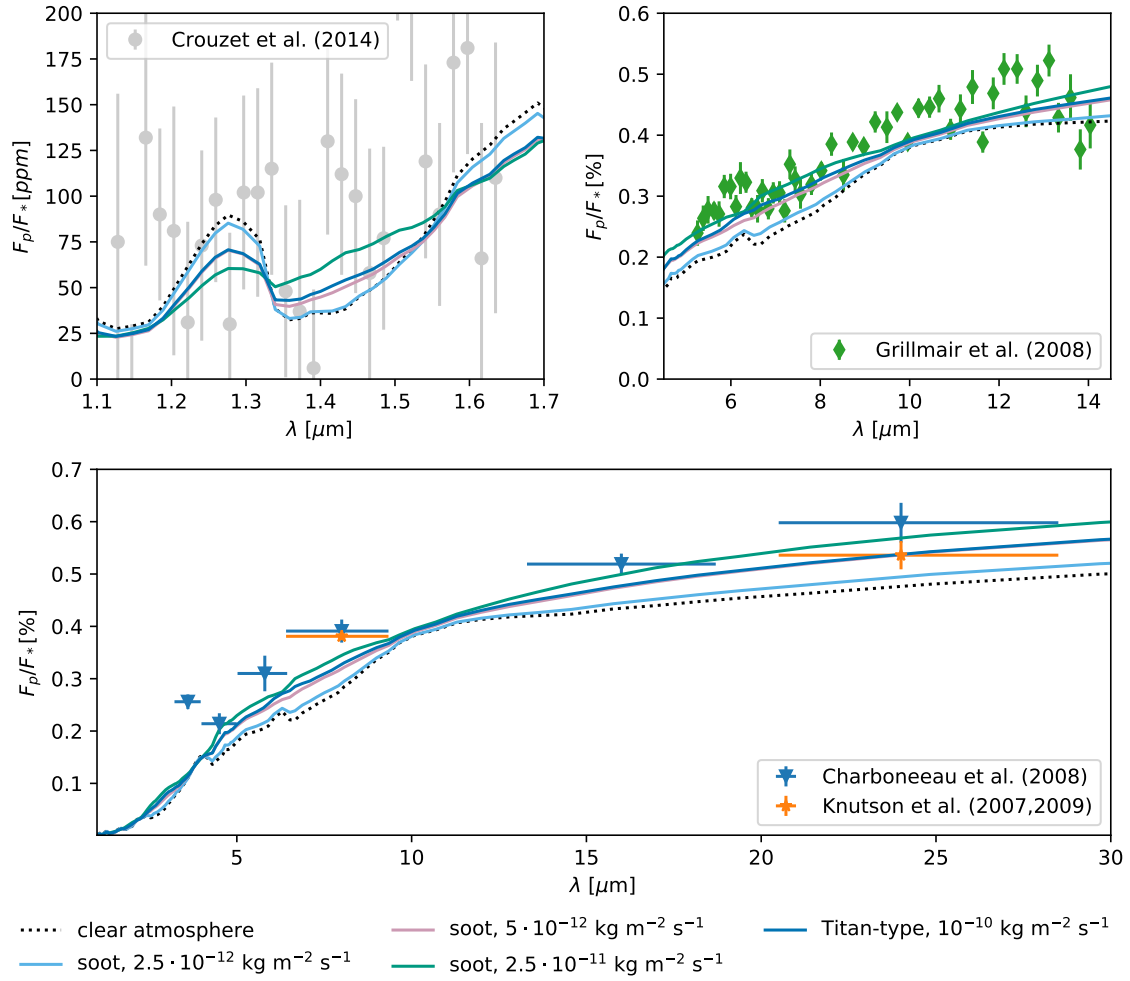 200
175
150
125
100
75
50
25
0
F_p/F_* [ppm]
Crouzet et al. (2014)
1.1 1.2 1.3 1.4 1.5 1.6 1.7
λ [μm]
0.6
0.5
0.4
0.3
0.2
0.1
0.0
F_p/F_* [%]
Grillmair et al. (2008)
6 8 10 12 14
λ [μm]
0.7
0.6
0.5
0.4
0.3
0.2
0.1
F_p/F_* [%]
Charboneeau et al. (2008)
Knutson et al. (2007,2009)
5 10 15 20 25 30
λ [μm]
clear atmosphere
soot, 2.5·10⁻¹² kg m⁻² s⁻¹
soot, 5·10⁻¹² kg m⁻² s⁻¹
soot, 2.5·10⁻¹¹ kg m⁻² s⁻¹
Titan-type, 10⁻¹⁰ kg m⁻² s⁻¹